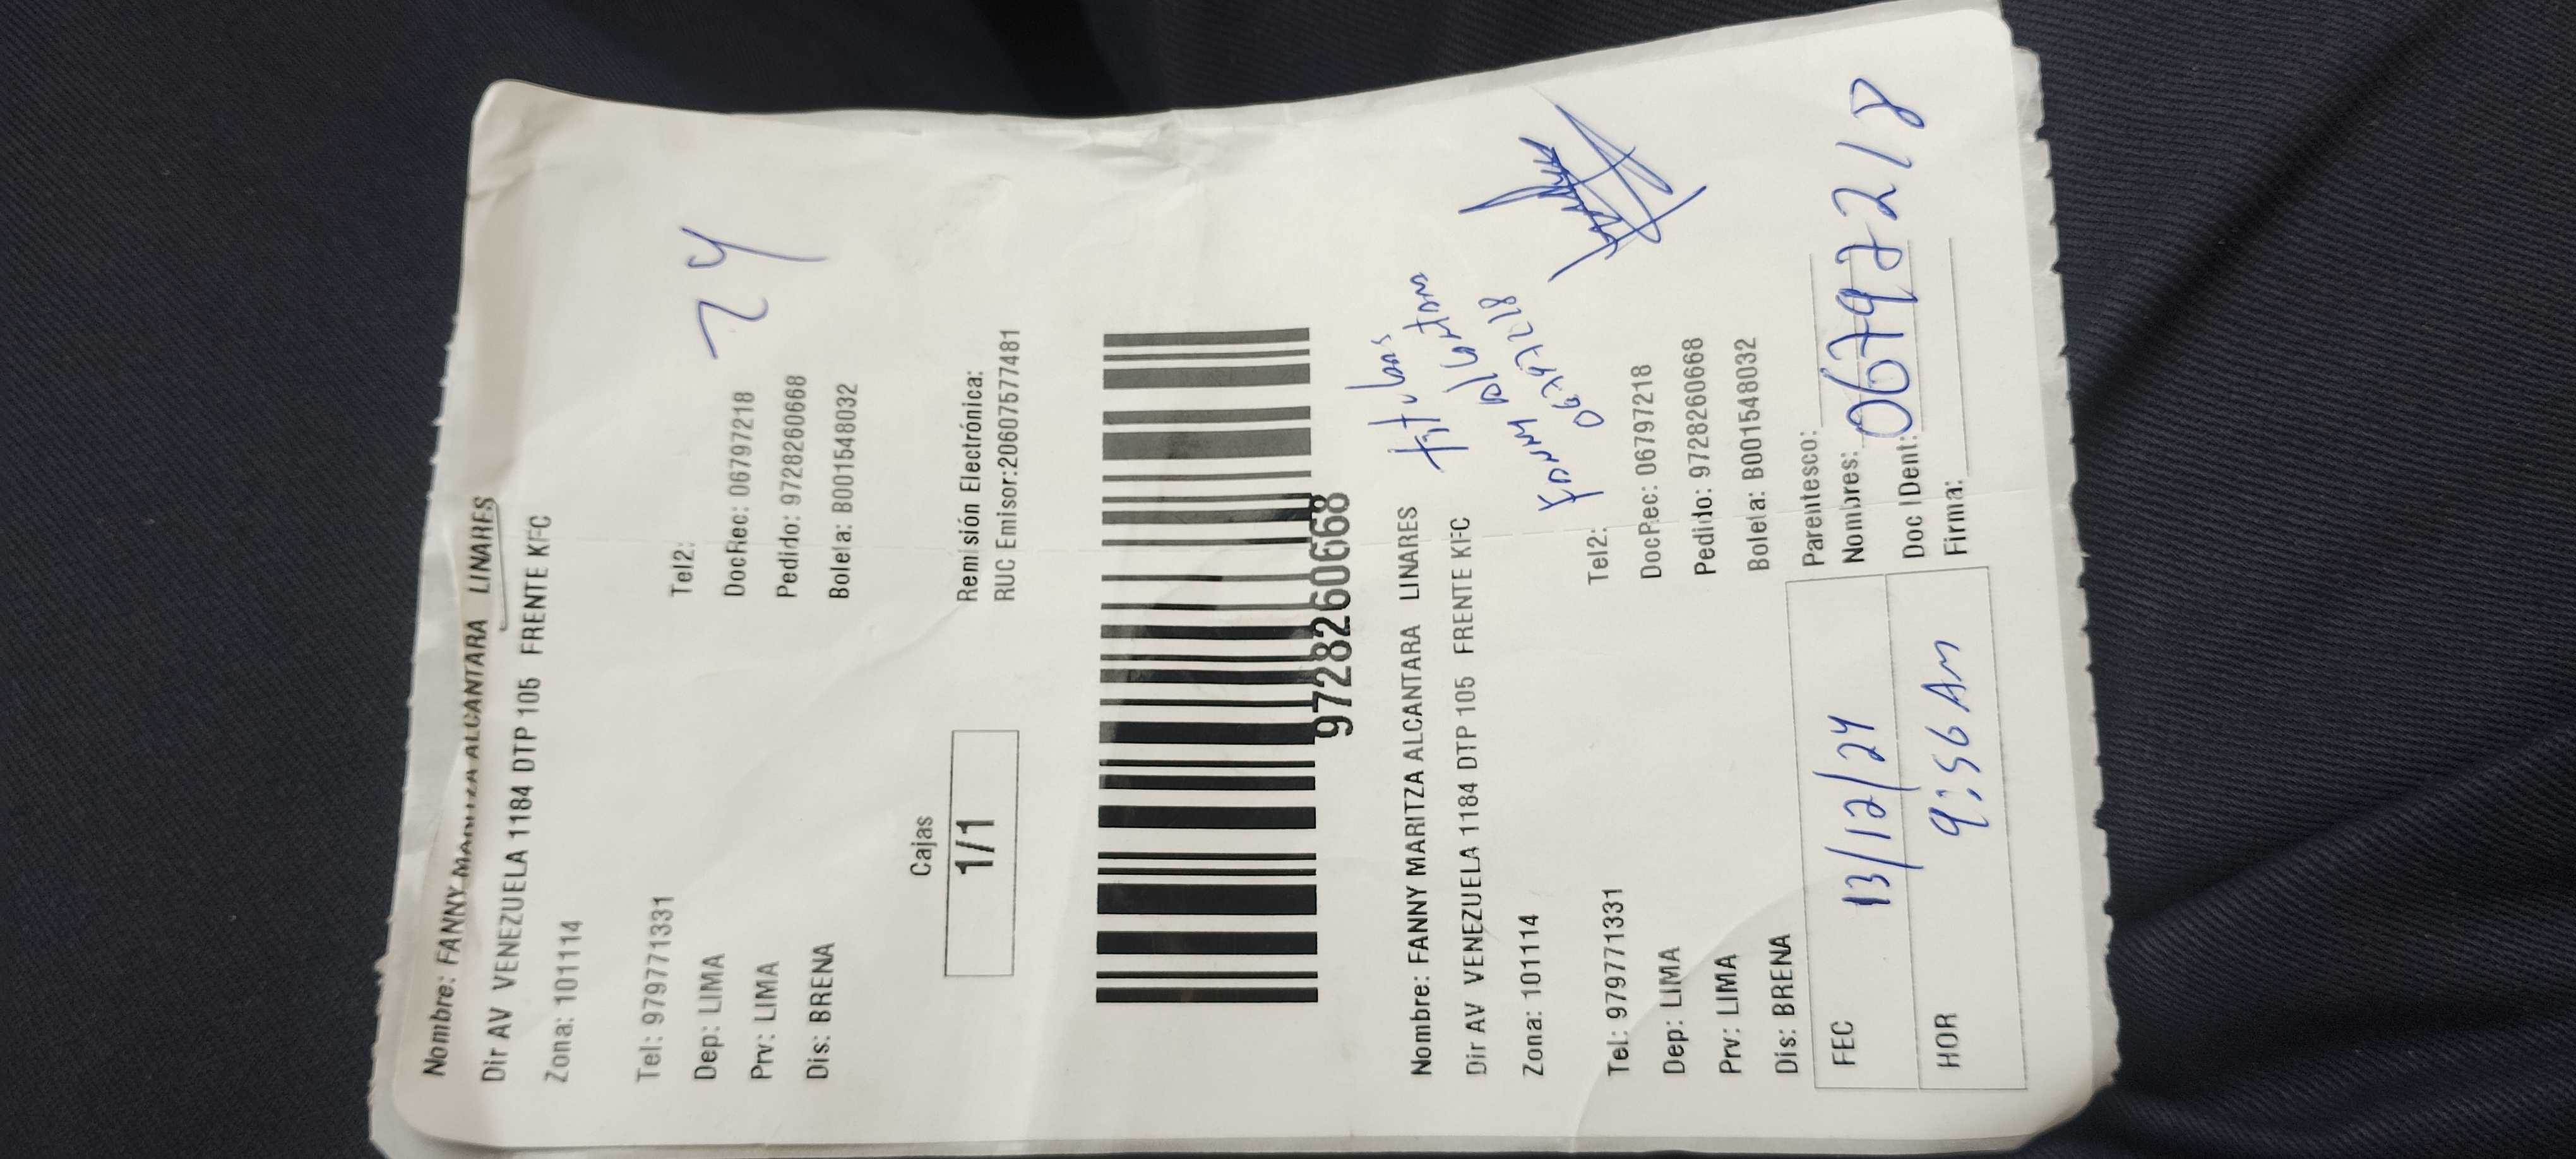 Nombre: FANNY MARITZA ALCANTARA LINARES
Dir AV VENEZUELA 1184 DTP 105 FRENTE KFC
Zona: 101114
Tel: 979771331 Tel2:
Dep: LIMA DocRec: 06797218
Prv: LIMA Pedido: 9728260668
Dis: BRENA Boleta: B001548032
24
Cajas
1/1
Remisión Electrónica:
RUC Emisor:20607577481
9728260668
Nombre: FANNY MARITZA ALCANTARA LINARES
Dir AV VENEZUELA 1184 DTP 105 FRENTE KFC
Zona: 101114
Fanny Alcantara
06797218
Tel: 979771331 Tel2:
Dep: LIMA DocRec: 06797218
Prv: LIMA Pedido: 9728260668
Dis: BRENA Boleta: B001548032
FEC 13/12/24
HOR 9:56 AM
Parentesco:
Nombres:
Doc IDent: 06797218
Firma: